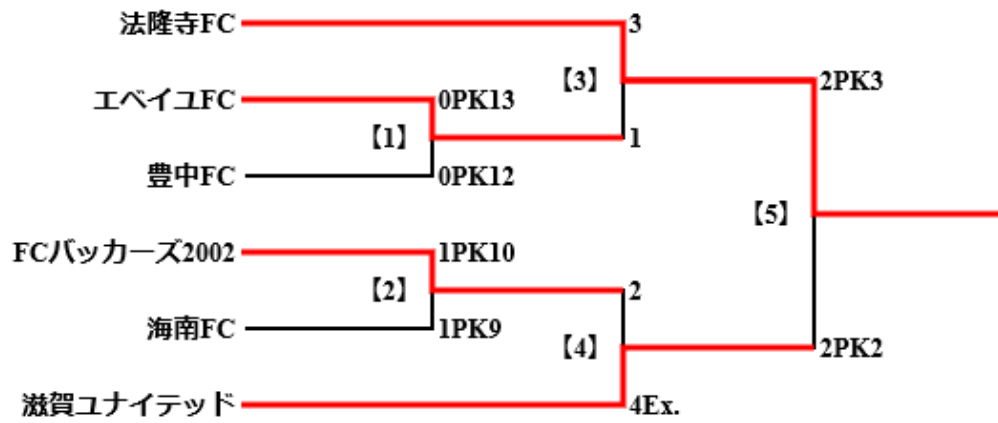 法隆寺FC
3
【3】
2PK3
エベイユFC
0PK13
【1】
1
豊中FC
0PK12
【5】
FCバッカーズ2002
1PK10
【2】
2
海南FC
1PK9
【4】
2PK2
滋賀ユナイテッド
4Ex.